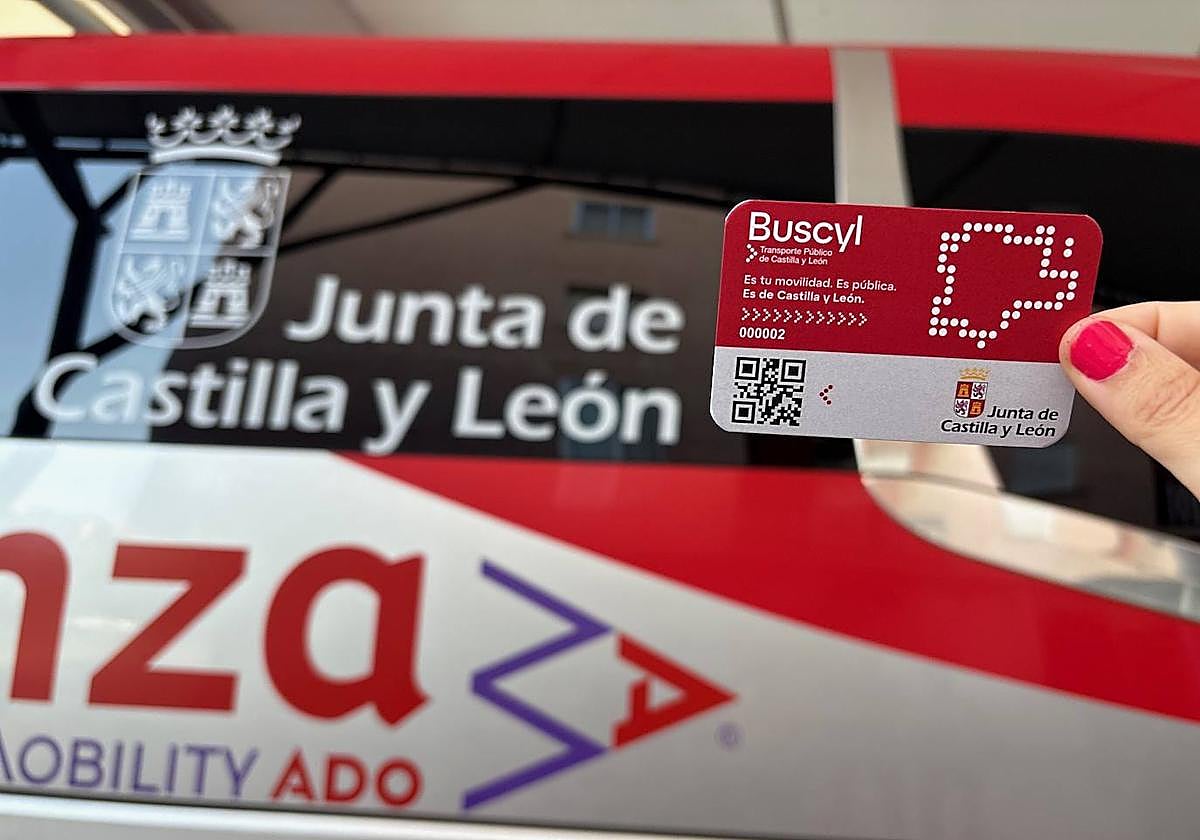 Junta de
Castilla y León
nza
MOBILITY ADO
A
©
Buscyl
Transporte Público
de Castilla y León
Es tu movilidad. Es pública.
Es de Castilla y León.
000002
Junta de
Castilla y León